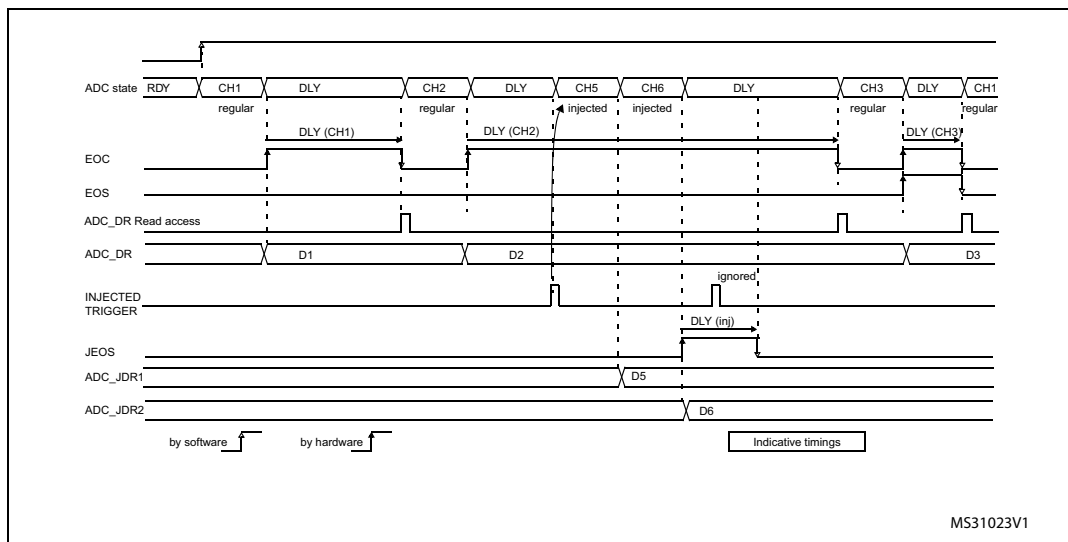 ADC state RDY CH1 DLY CH2 DLY CH5 CH6 DLY CH3 DLY CH1
regular regular injected injected regular regular
DLY (CH1) DLY (CH2) DLY (CH3)
EOC
EOS
ADC_DR Read access
ADC_DR D1 D2 D3
ignored
INJECTED
TRIGGER
DLY (inj)
JEOS
ADC_JDR1 D5
ADC_JDR2 D6
by software by hardware Indicative timings
MS31023V1